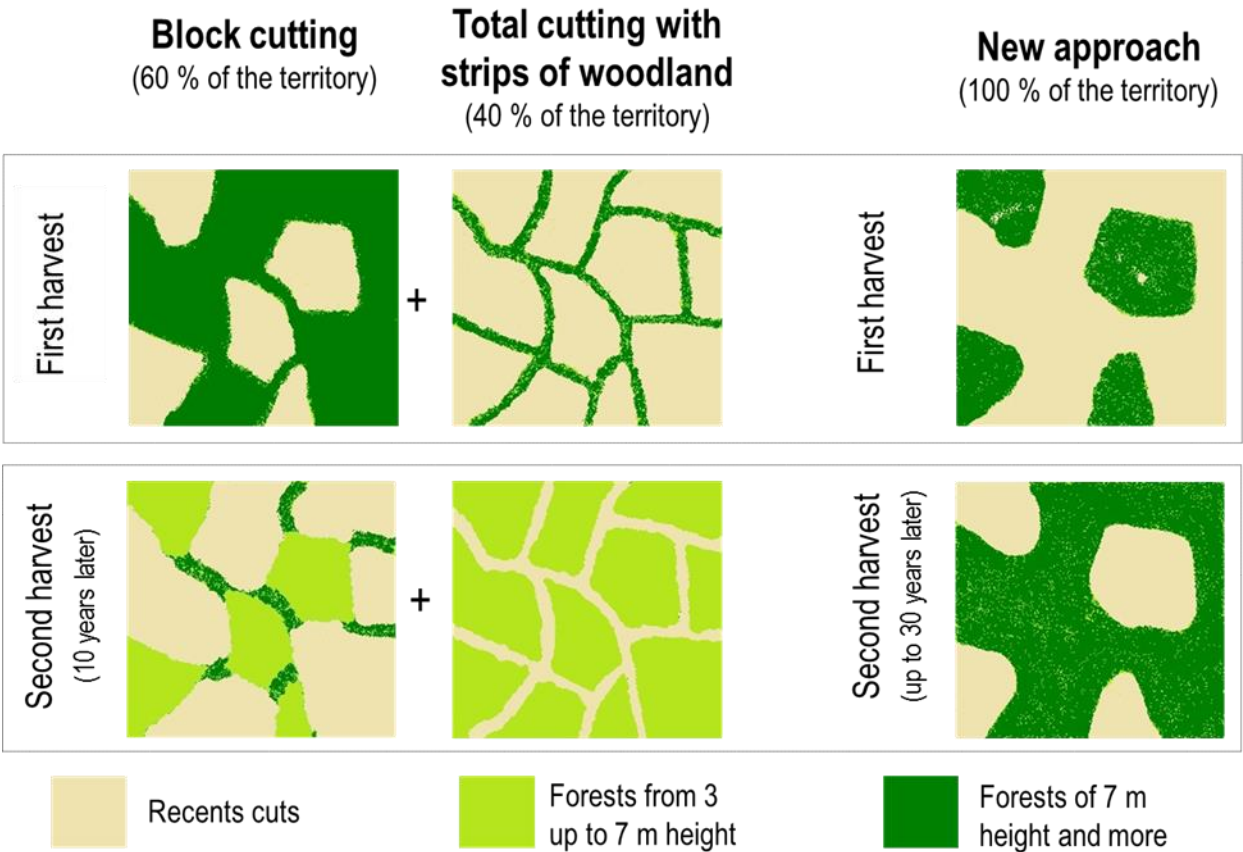 Block cutting
(60 % of the territory)
Total cutting with
strips of woodland
(40 % of the territory)
New approach
(100 % of the territory)
First harvest
+
First harvest
Second harvest
(10 years later)
+
Second harvest
(up to 30 years later)
Recents cuts
Forests from 3
up to 7 m height
Forests of 7 m
height and more